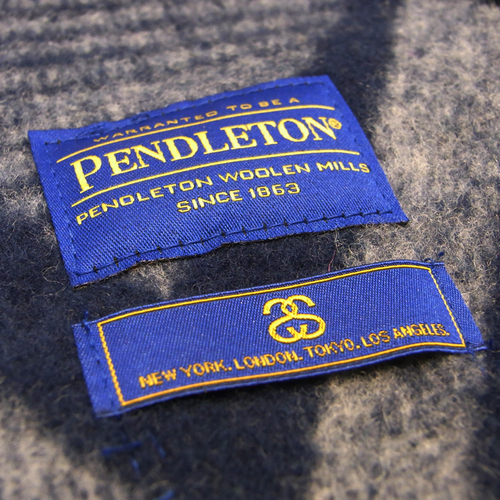 WARRANTED TO BE A
PENDLETON®
PENDLETON WOOLEN MILLS
SINCE 1863
NEW YORK. LONDON. TOKYO. LOS ANGELES.